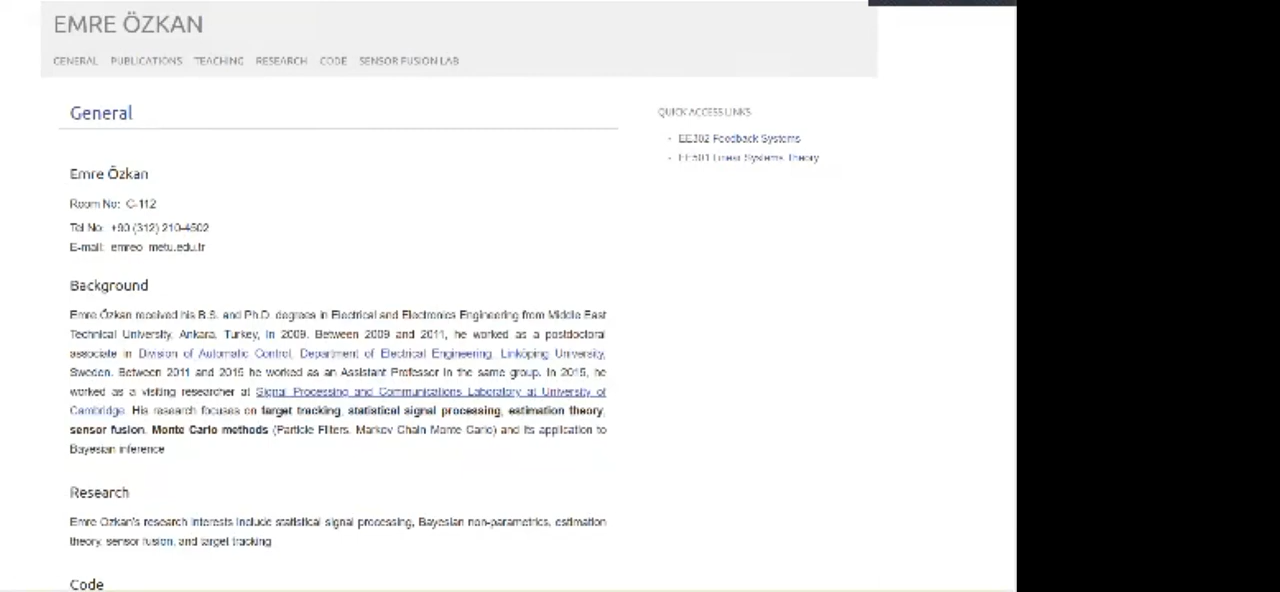 EMRE ÖZKAN
GENERAL PUBLICATIONS TEACHING RESEARCH CODE SENSOR FUSION LAB
General
QUICK ACCESS LINKS
EE302 Feedback Systems
EE501 Linear Systems Theory
Emre Özkan
Room No: C-112
Tel No: +90 (312) 210-4502
E-mail: emreo metu.edu.tr
Background
Emre Özkan received his B.S. and Ph.D. degrees in Electrical and Electronics Engineering from Middle East
Technical University, Ankara, Turkey, in 2009. Between 2009 and 2011, he worked as a postdoctoral
associate in Division of Automatic Control, Department of Electrical Engineering, Linköping University,
Sweden. Between 2011 and 2015 he worked as an Assistant Professor in the same group. In 2015, he
worked as a visiting researcher at Signal Processing and Communications Laboratory at University of
Cambridge. His research focuses on target tracking, statistical signal processing, estimation theory,
sensor fusion, Monte Carlo methods (Particle Filters, Markov Chain Monte Carlo) and its application to
Bayesian inference
Research
Emre Özkan's research interests include statistical signal processing, Bayesian non-parametrics, estimation
theory, sensor fusion, and target tracking
Code